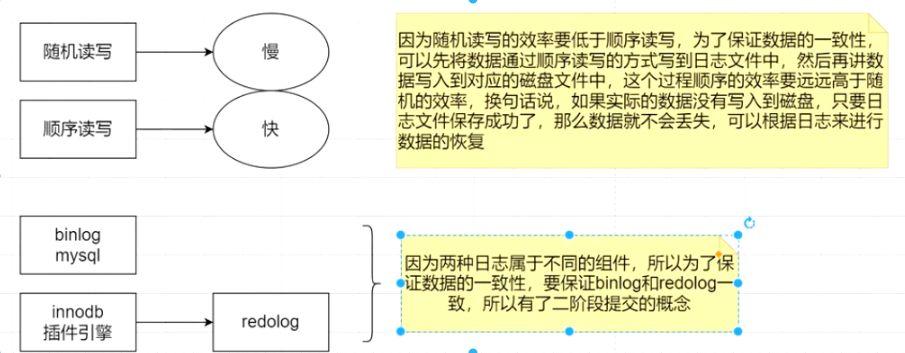 随机读写
慢
顺序读写
快
因为随机读写的效率要低于顺序读写，为了保证数据的一致性，
可以先将数据通过顺序读写的方式写到日志文件中，然后再讲数
据写入到对应的磁盘文件中，这个过程顺序的效率要远远高于随
机的效率，换句话说，如果实际的数据没有写入到磁盘，只要日
志文件保存成功了，那么数据就不会丢失，可以根据日志来进行
数据的恢复
binlog
mysql
innodb
插件引擎
redolog
因为两种日志属于不同的组件，所以为了保
证数据的一致性，要保证binlog和redolog一
致，所以有了二阶段提交的概念